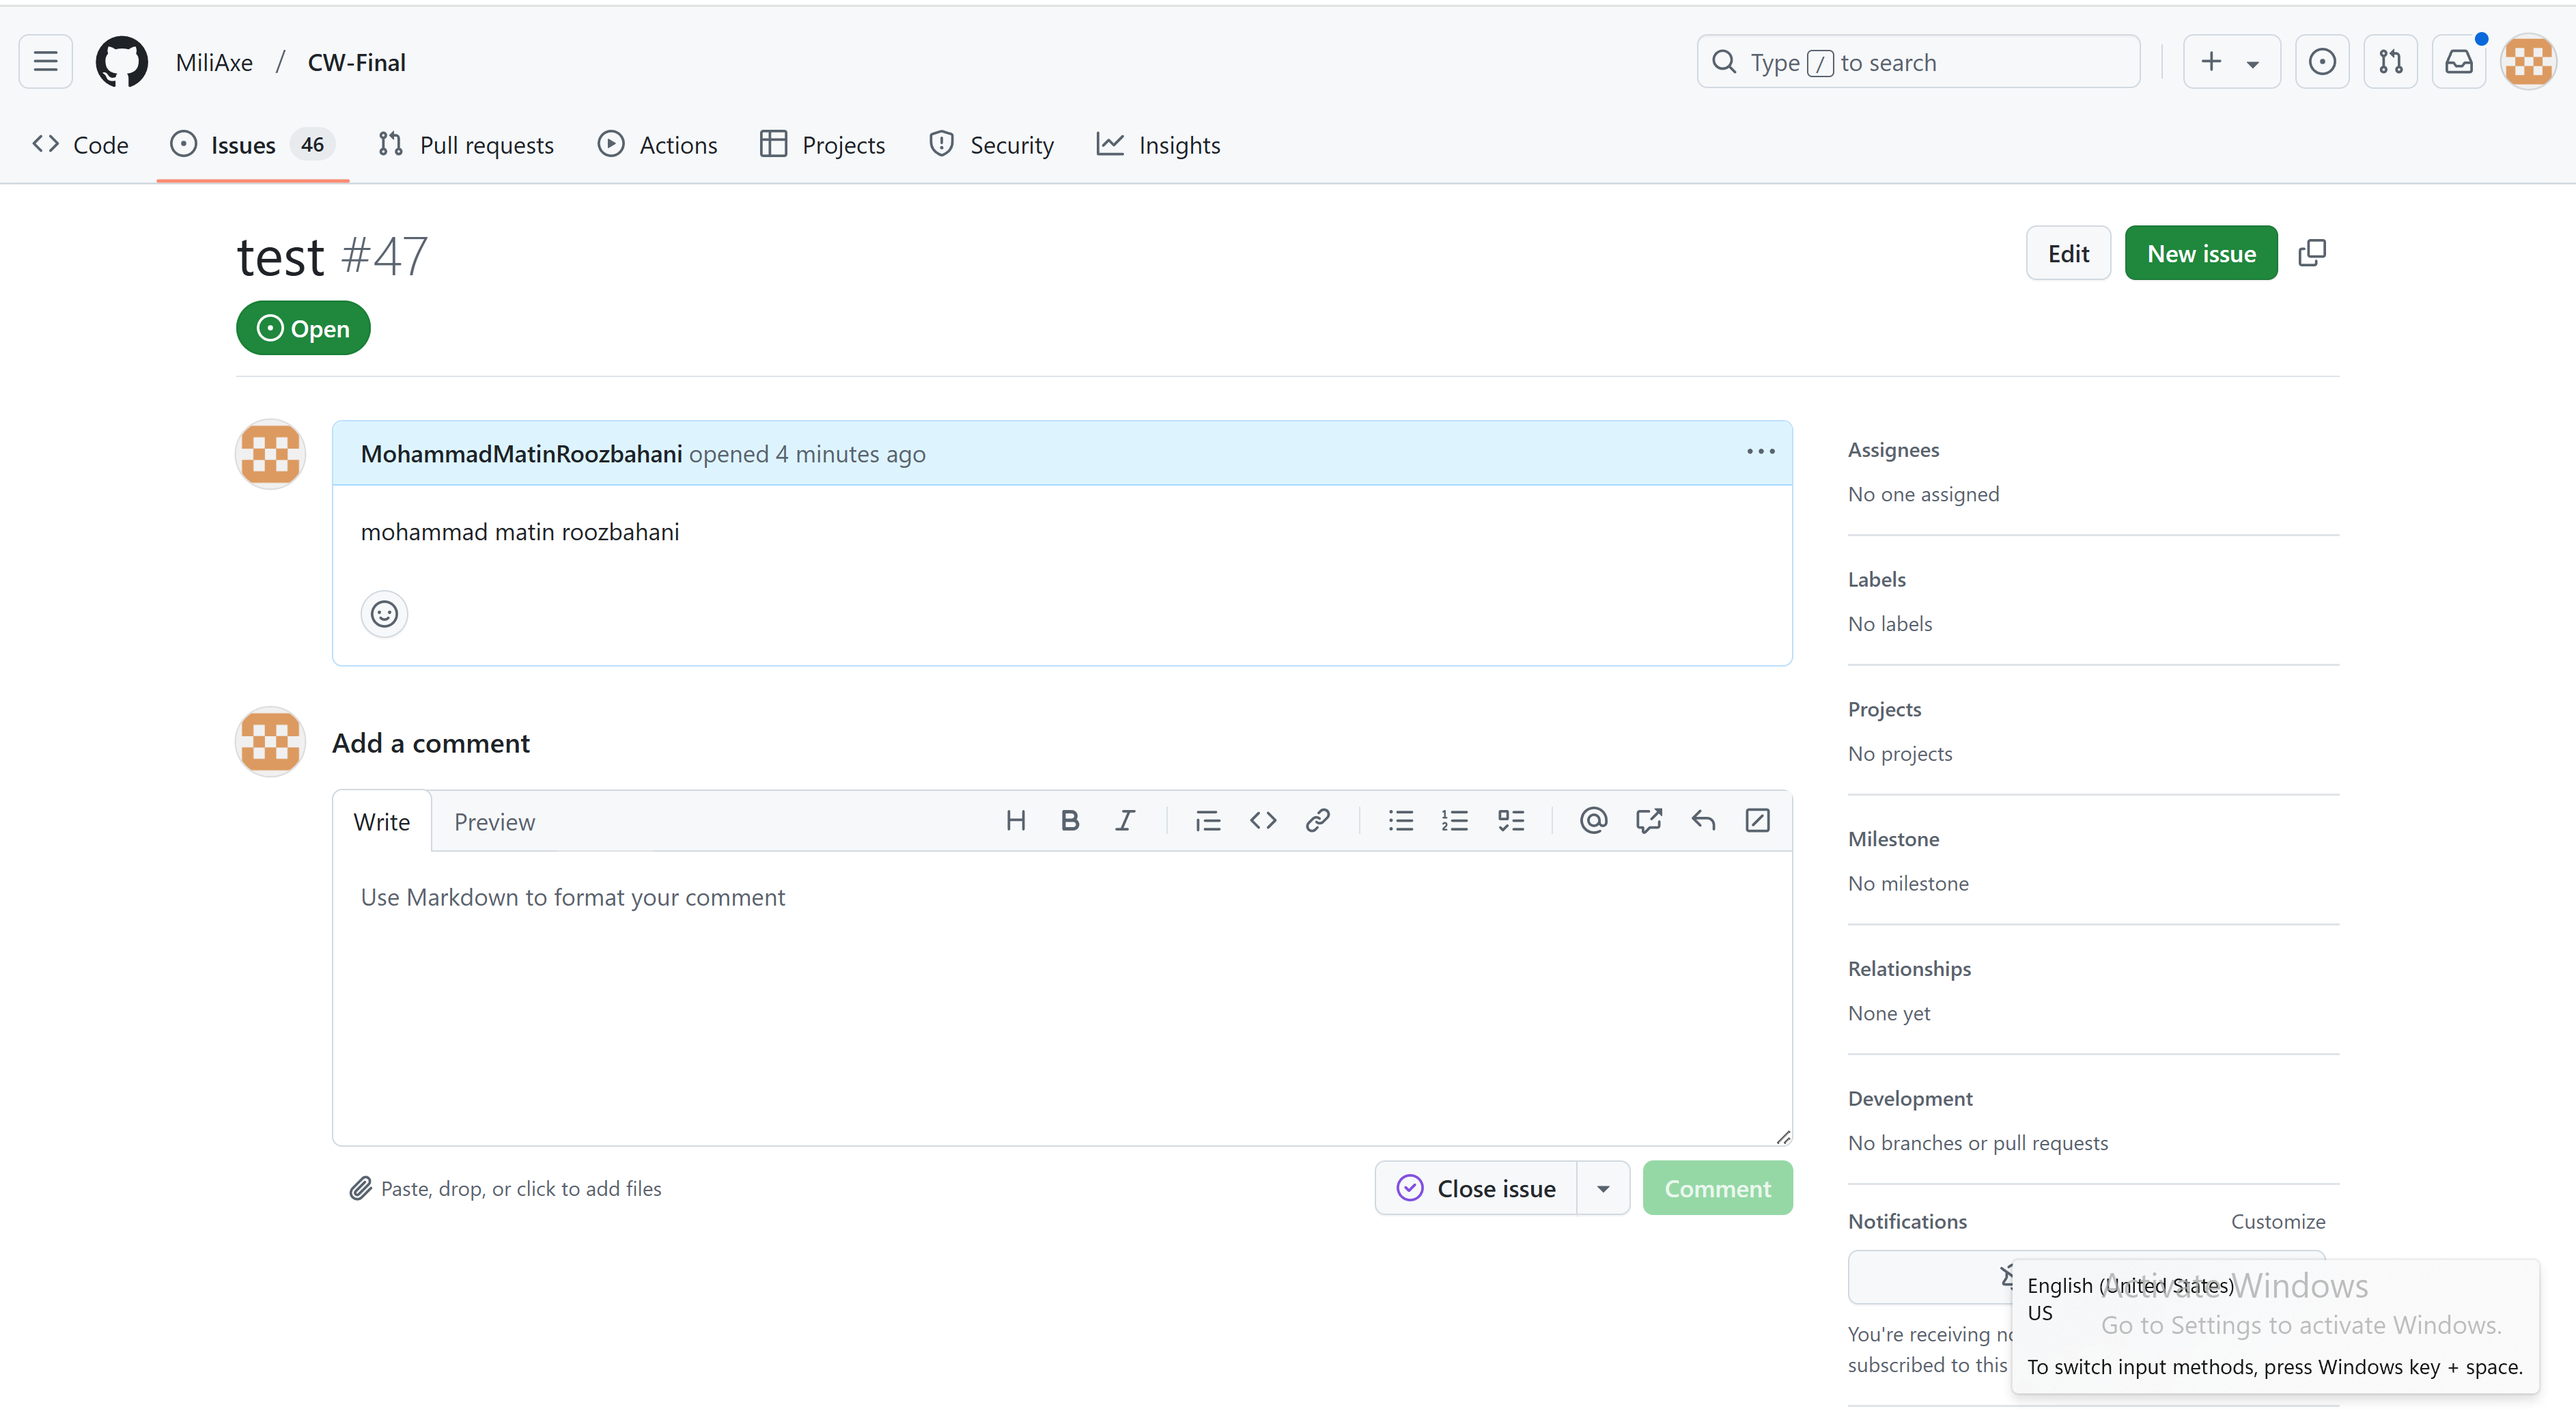 MiliAxe / CW-Final
Type / to search
Code
Issues 46
Pull requests
Actions
Projects
Security
Insights
test #47
Edit
New issue
Open
MohammadMatinRoozbahani opened 4 minutes ago
mohammad matin roozbahani
Add a comment
Write
Preview
Use Markdown to format your comment
Paste, drop, or click to add files
Close issue
Comment
Assignees
No one assigned
Labels
No labels
Projects
No projects
Milestone
No milestone
Relationships
None yet
Development
No branches or pull requests
Notifications
Customize
You're receiving
subscribed to this
English (United States)
US
To switch input methods, press Windows key + space.
Activate Windows
Go to Settings to activate Windows.